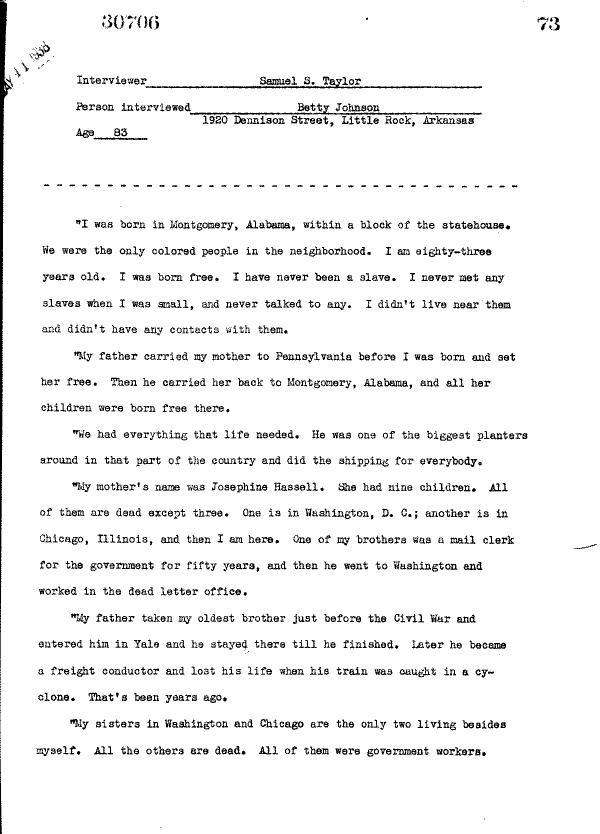 30706
73
MAY 11 1938
Interviewer Samuel S. Taylor
Person interviewed Betty Johnson
1920 Dennison Street, Little Rock, Arkansas
Age 83
"I was born in Montgomery, Alabama, within a block of the statehouse.
We were the only colored people in the neighborhood. I am eighty-three
years old. I was born free. I have never been a slave. I never met any
slaves when I was small, and never talked to any. I didn't live near them
and didn't have any contacts with them.
"My father carried my mother to Pennsylvania before I was born and set
her free. Then he carried her back to Montgomery, Alabama, and all her
children were born free there.
"We had everything that life needed. He was one of the biggest planters
around in that part of the country and did the shipping for everybody.
"My mother's name was Josephine Hassell. She had nine children. All
of them are dead except three. One is in Washington, D. C.; another is in
Chicago, Illinois, and then I am here. One of my brothers was a mail clerk
for the government for fifty years, and then he went to Washington and
worked in the dead letter office.
"My father taken my oldest brother just before the Civil War and
entered him in Yale and he stayed there till he finished. Later he became
a freight conductor and lost his life when his train was caught in a cy-
clone. That's been years ago.
"My sisters in Washington and Chicago are the only two living besides
myself. All the others are dead. All of them were government workers.